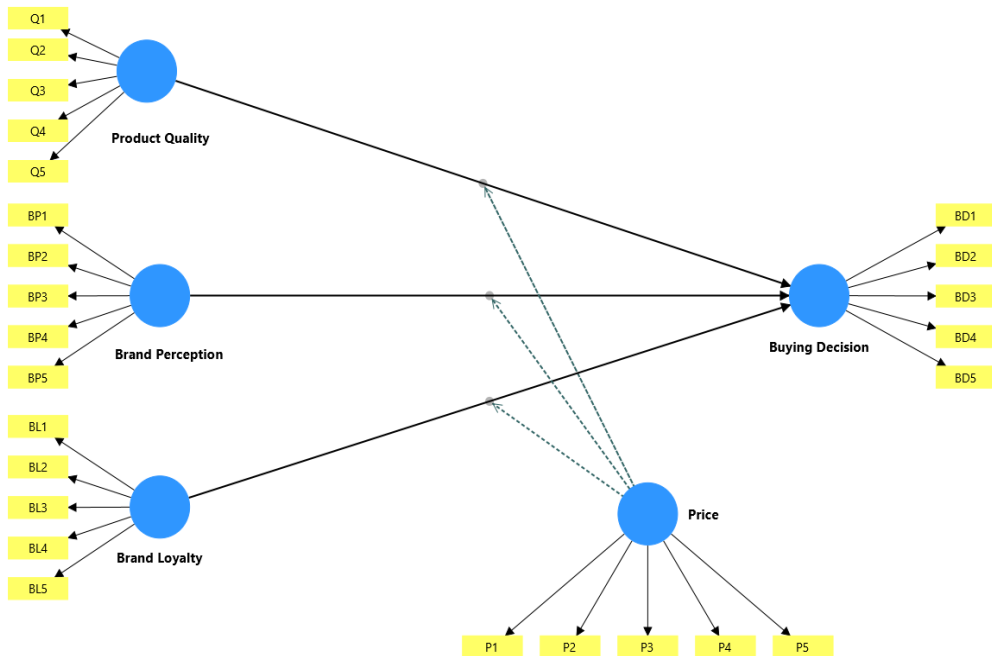 Q1
Q2
Q3
Q4
Q5
Product Quality
BP1
BP2
BP3
BP4
BP5
Brand Perception
BL1
BL2
BL3
BL4
BL5
Brand Loyalty
BD1
BD2
BD3
BD4
BD5
Buying Decision
Price
P1
P2
P3
P4
P5